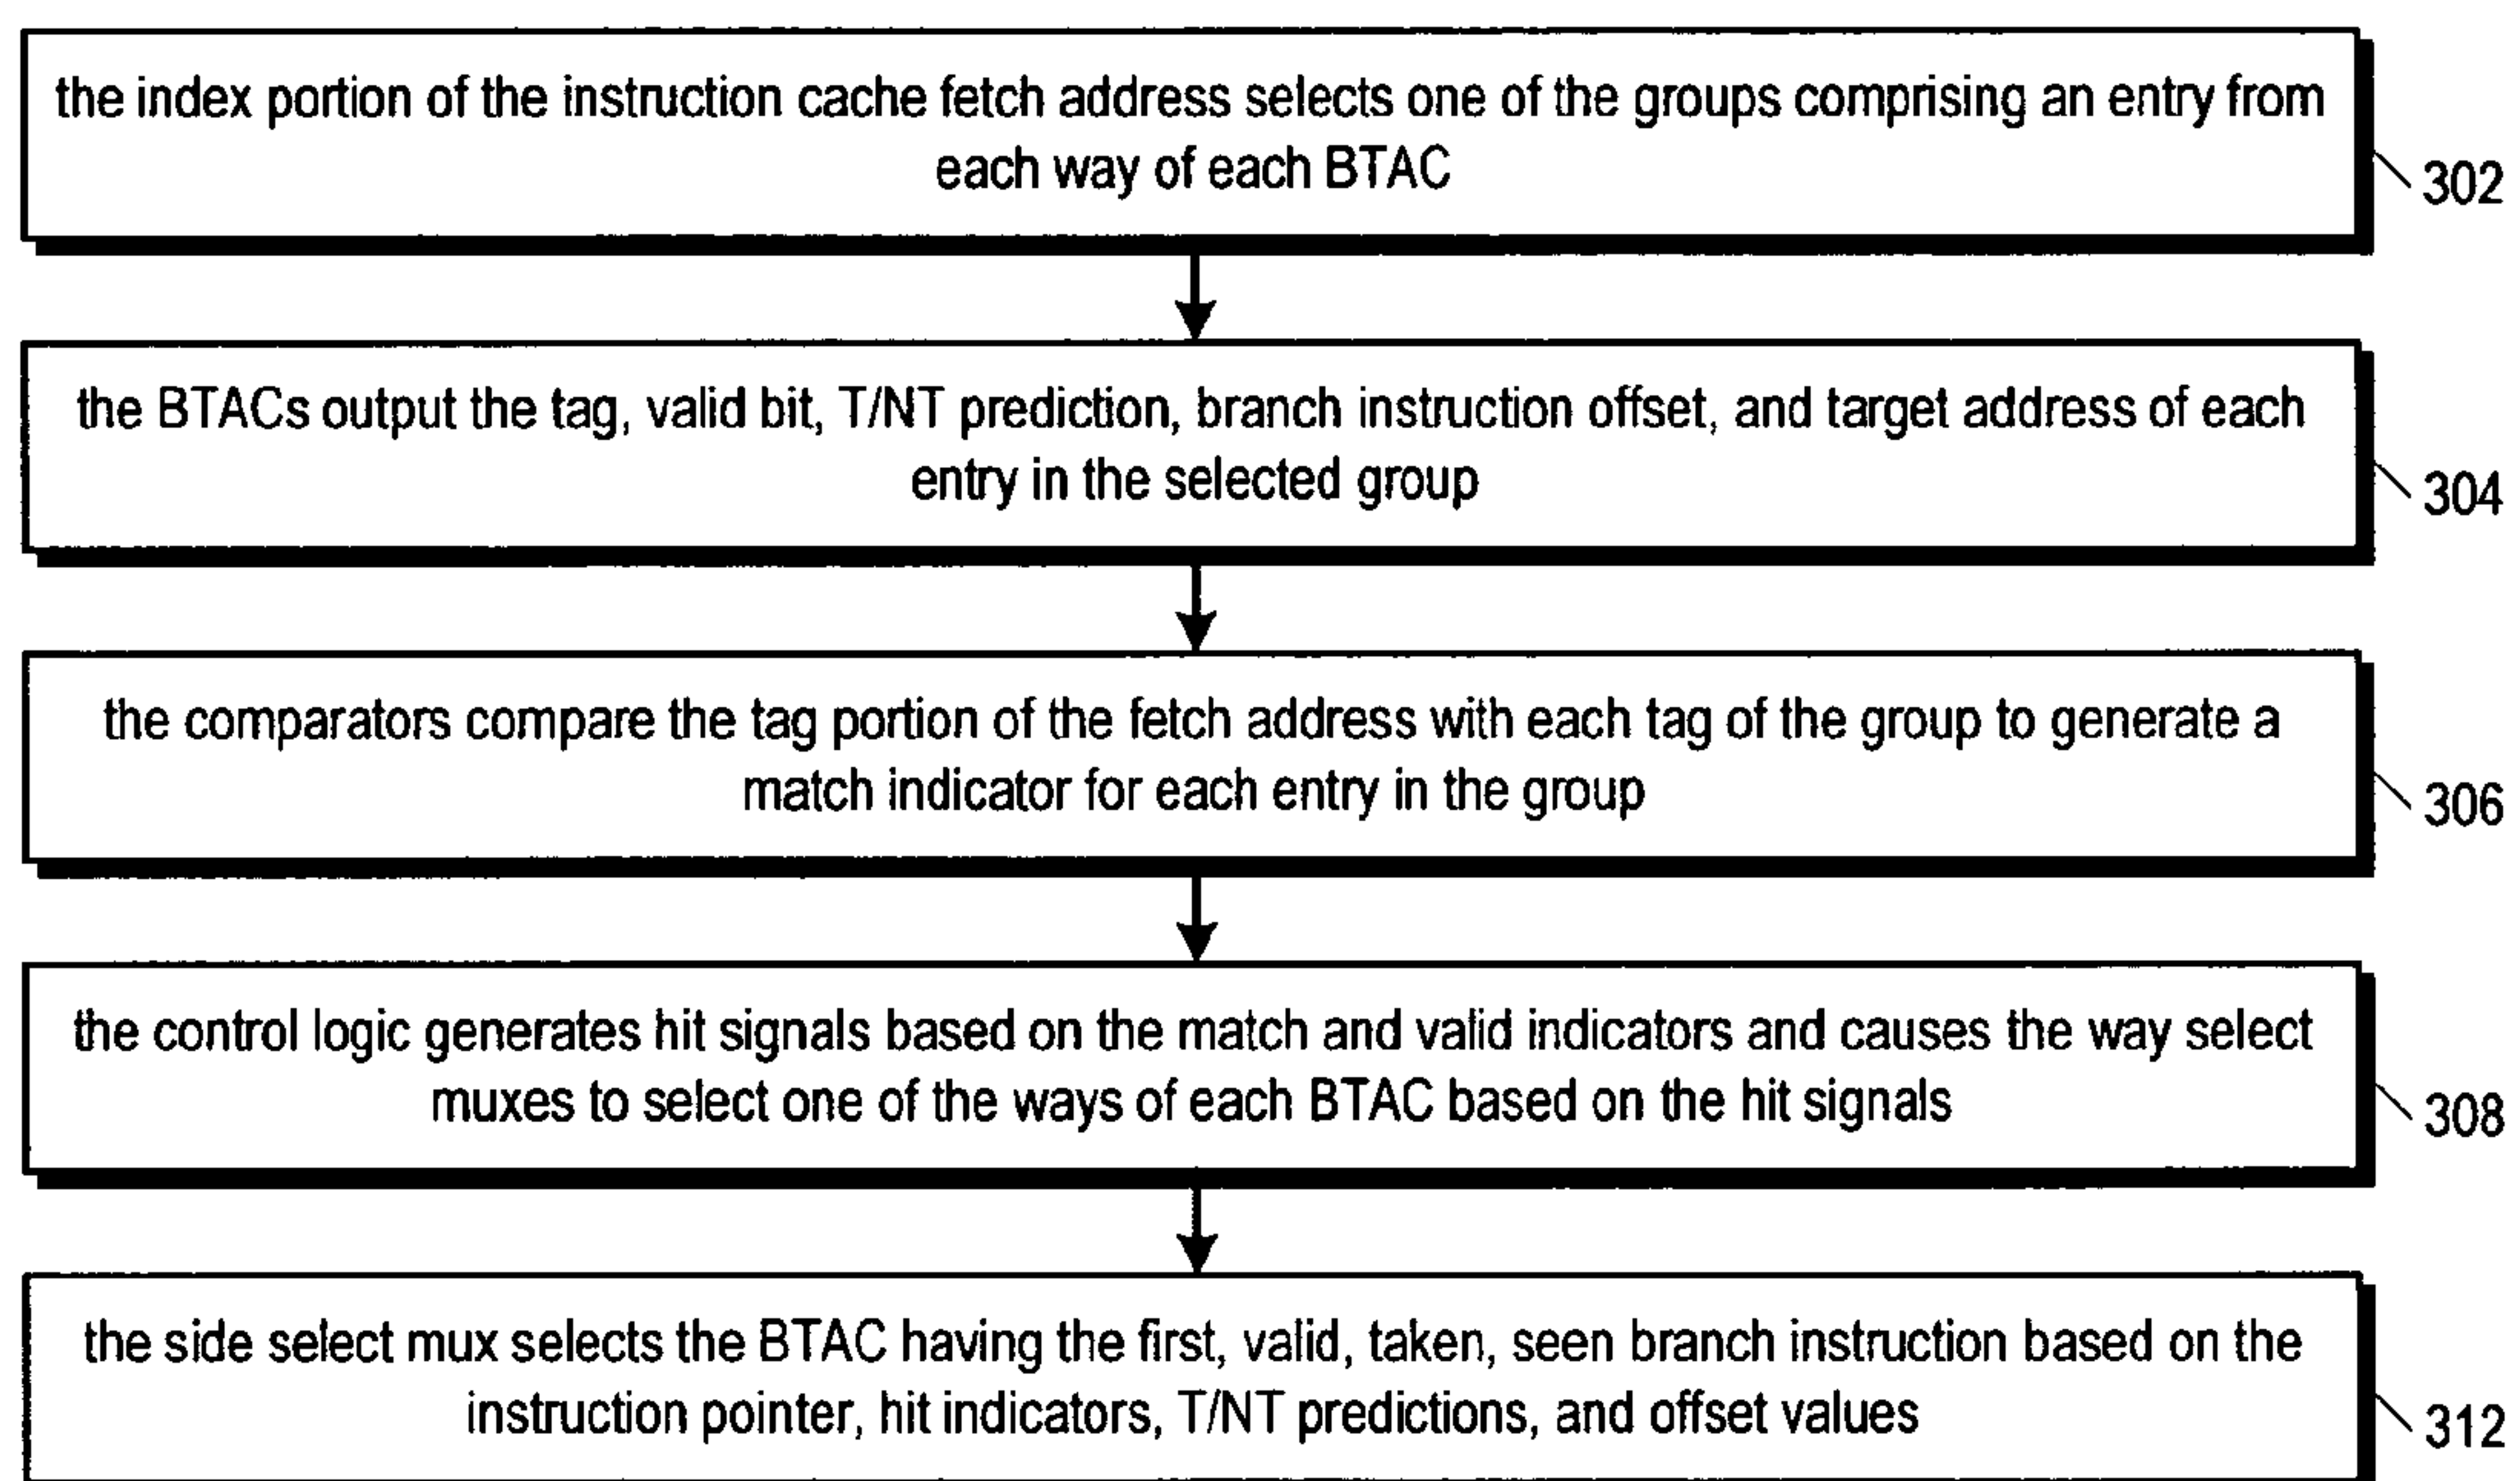 the index portion of the instruction cache fetch address selects one of the groups comprising an entry from
each way of each BTAC
302
the BTACs output the tag, valid bit, T/NT prediction, branch instruction offset, and target address of each
entry in the selected group
304
the comparators compare the tag portion of the fetch address with each tag of the group to generate a
match indicator for each entry in the group
306
the control logic generates hit signals based on the match and valid indicators and causes the way select
muxes to select one of the ways of each BTAC based on the hit signals
308
the side select mux selects the BTAC having the first, valid, taken, seen branch instruction based on the
instruction pointer, hit indicators, T/NT predictions, and offset values
312